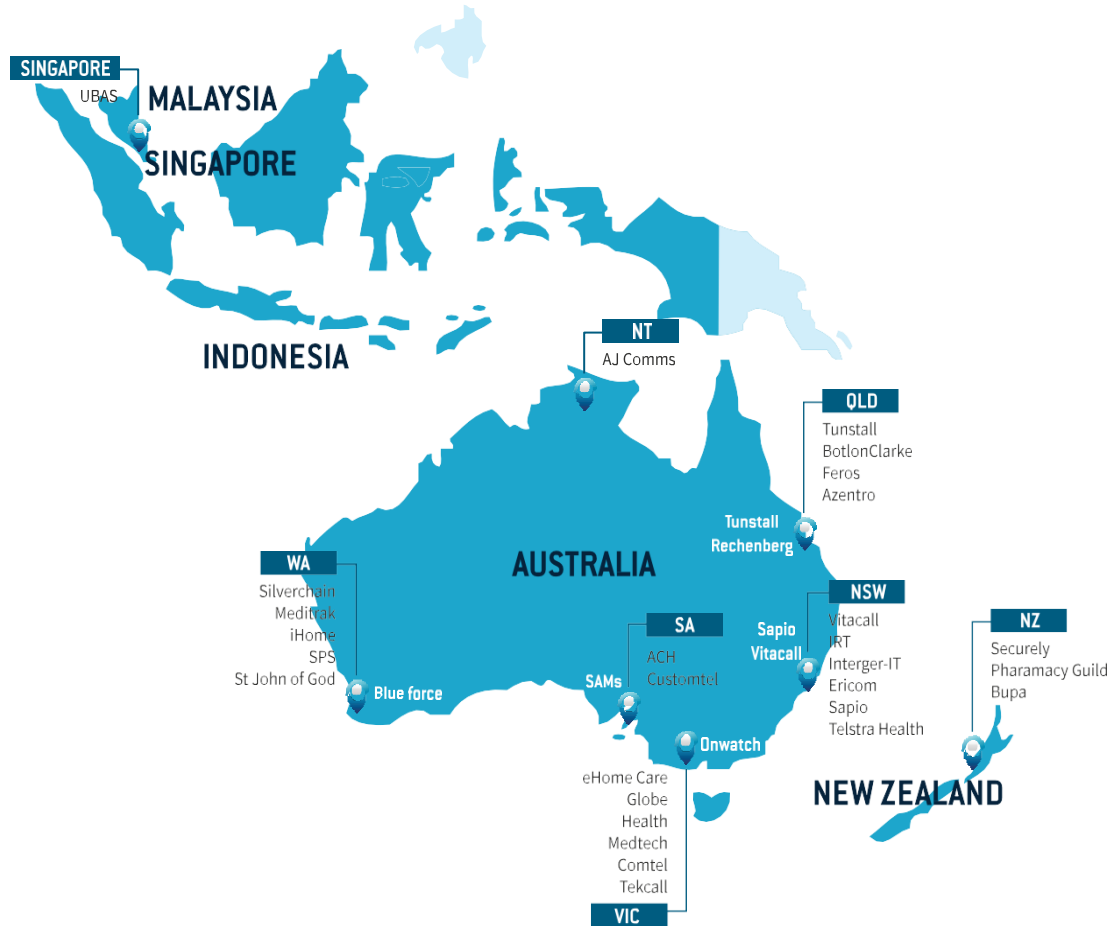 SINGAPORE
UBAS
MALAYSIA
SINGAPORE
INDONESIA
NT
AJ Comms
QLD
Tunstall
BotlonClarke
Feros
Azentro
Tunstall
Rechenberg
AUSTRALIA
WA
Silverchain
Meditrak
iHome
SPS
St John of God
Blue force
SA
ACH
Customtel
SAMs
Sapio
Vitacall
NSW
Vitacall
IRT
Interger-IT
Ericom
Sapio
Telstra Health
NZ
Securely
Pharamacy Guild
Bupa
Onwatch
NEW ZEALAND
eHome Care
Globe
Health
Medtech
Comtel
Tekcall
VIC